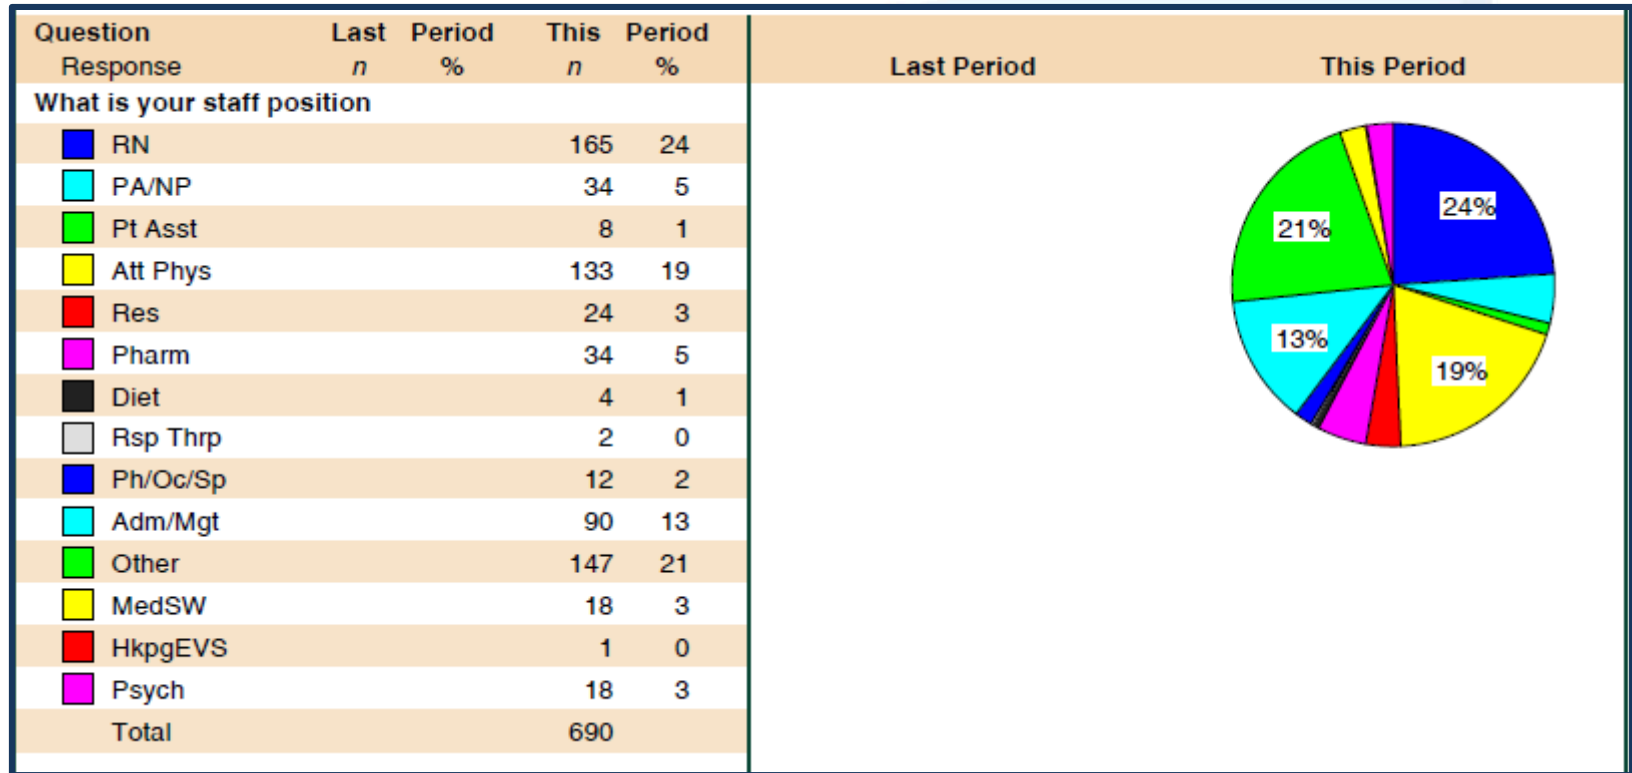 Question Last Period This Period
Response n % n % Last Period This Period
What is your staff position
RN 165 24
PA/NP 34 5
Pt Asst 8 1
Att Phys 133 19
Res 24 3
Pharm 34 5
Diet 4 1
Rsp Thrp 2 0
Ph/Oc/Sp 12 2
Adm/Mgt 90 13
Other 147 21
MedSW 18 3
HkpgEVS 1 0
Psych 18 3
Total 690
24%
21%
13%
19%